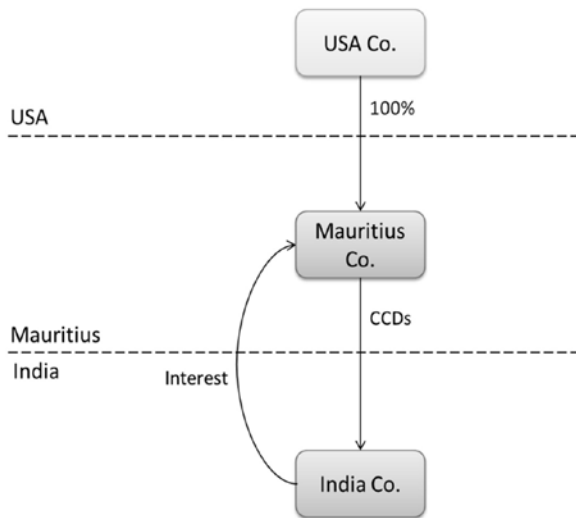 USA Co.
USA
100%
Mauritius
Co.
CCDs
Mauritius
India
Interest
India Co.